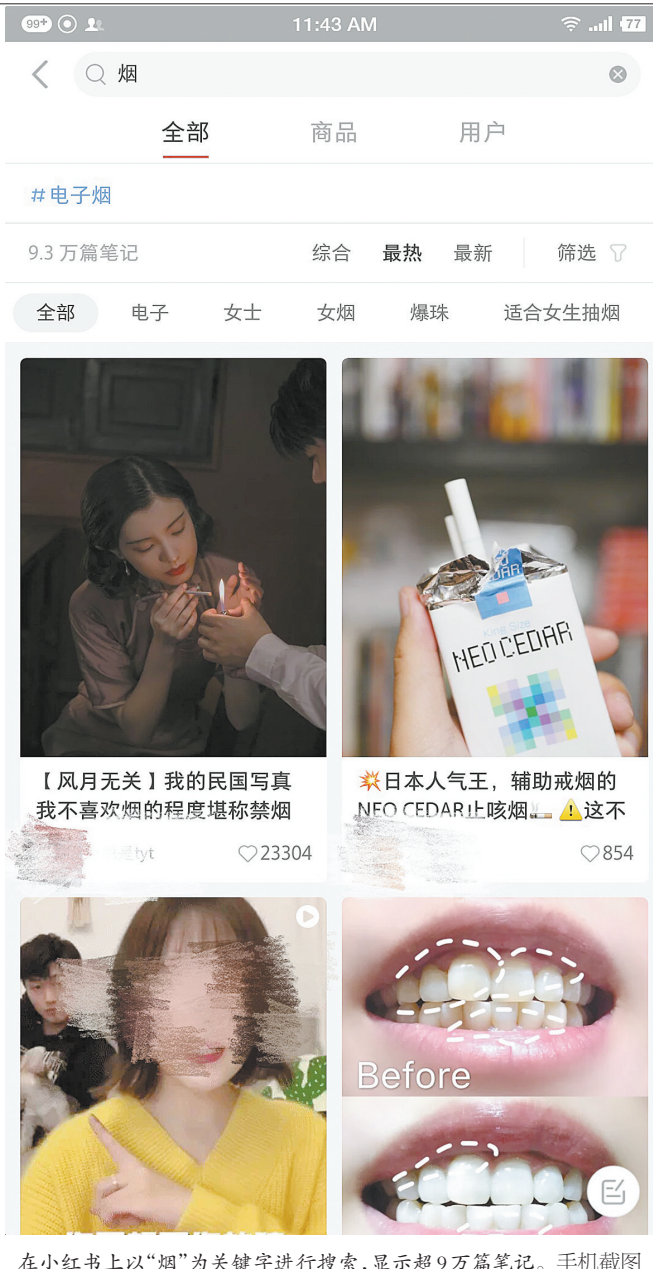 99+
11:43 AM
77
烟
全部
商品
用户
#电子烟
9.3 万篇笔记
综合
最热
最新
筛选
全部
电子
女士
女烟
爆珠
适合女生抽烟
King Size
NEO CEDAR
【风月无关】我的民国写真
我不喜欢烟的程度堪称禁烟
tyt
23304
💥日本人气王，辅助戒烟的
NEO CEDAR止咳烟🚬 ⚠️这不
854
Before
在小红书上以“烟”为关键字进行搜索,显示超9万篇笔记。手机截图